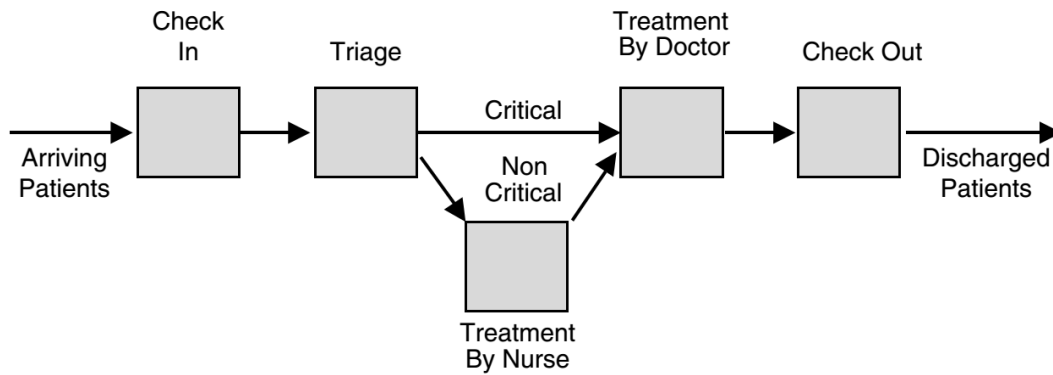 Check
In
Triage
Treatment
By Doctor
Check Out
Arriving
Patients
Critical
Non
Critical
Discharged
Patients
Treatment
By Nurse